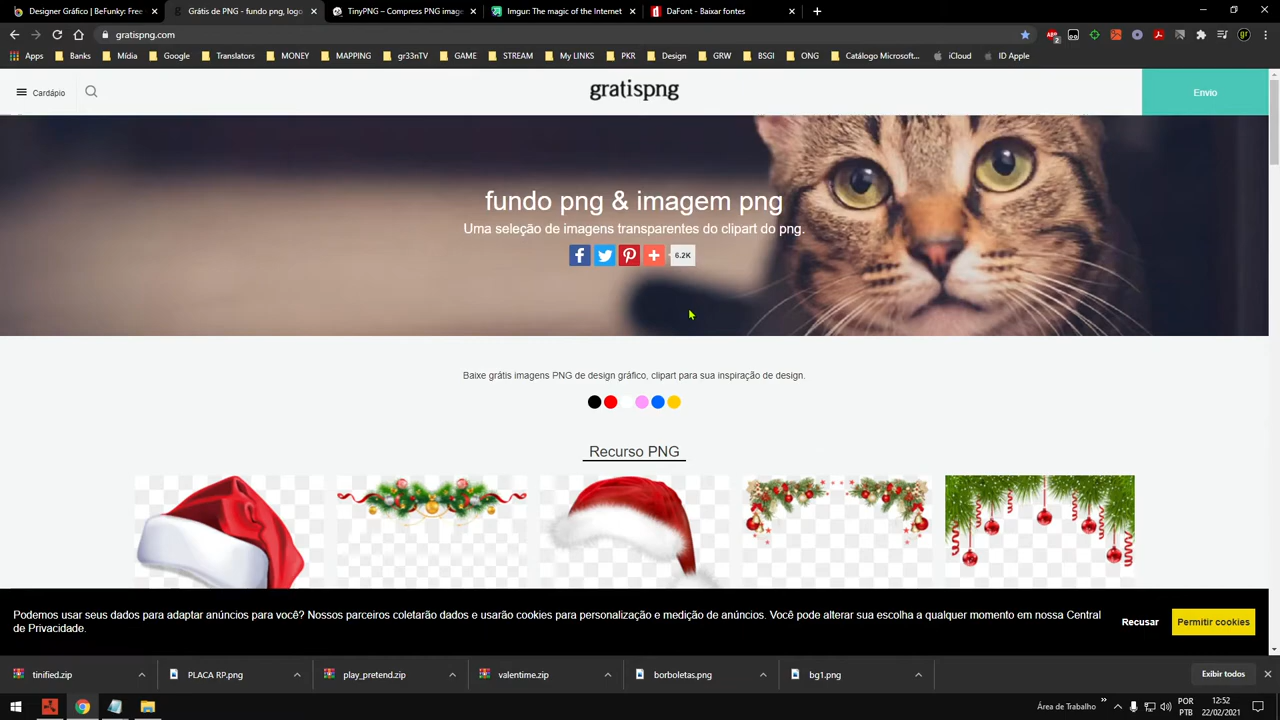 Designer Gráfico | BeFunky: Free
Grátis de PNG - fundo png, logo
TinyPNG – Compress PNG image
Imgur: The magic of the Internet
DaFont - Baixar fontes
gratispng.com
Apps
Banks
Mídia
Google
Translators
MONEY
MAPPING
gr33nTV
GAME
STREAM
My LINKS
PKR
Design
GRW
BSGI
ONG
Catálogo Microsoft...
iCloud
ID Apple
Cardápio
gratispng
Envio
fundo png & imagem png
Uma seleção de imagens transparentes do clipart do png.
6.2K
Baixe grátis imagens PNG de design gráfico, clipart para sua inspiração de design.
Recurso PNG
Podemos usar seus dados para adaptar anúncios para você? Nossos parceiros coletarão dados e usarão cookies para personalização e medição de anúncios. Você pode alterar sua escolha a qualquer momento em nossa Central
de Privacidade.
Recusar
Permitir cookies
tinified.zip
PLACA RP.png
play_pretend.zip
valentime.zip
borboletas.png
bg1.png
Exibir todos
Área de Trabalho
POR
PTB
12:52
22/02/2021